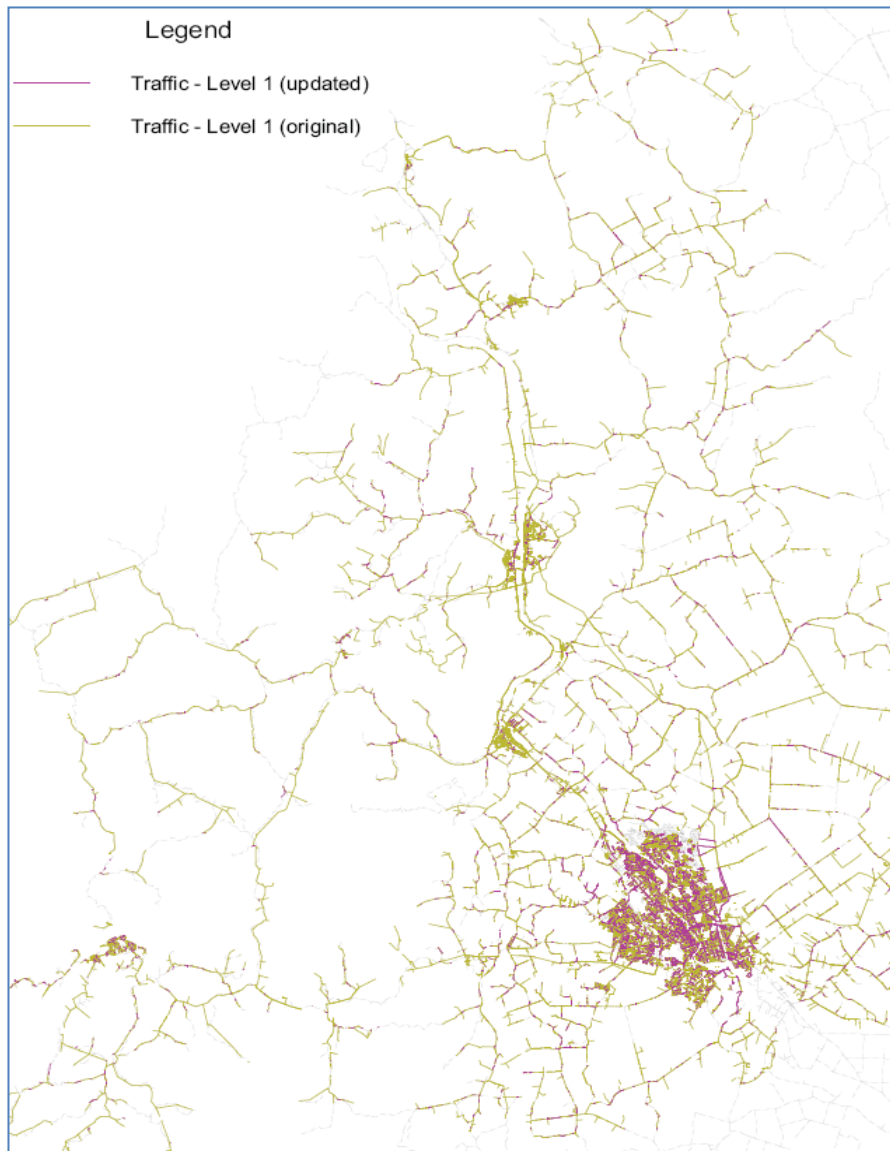 Legend
Traffic - Level 1 (updated)
Traffic - Level 1 (original)